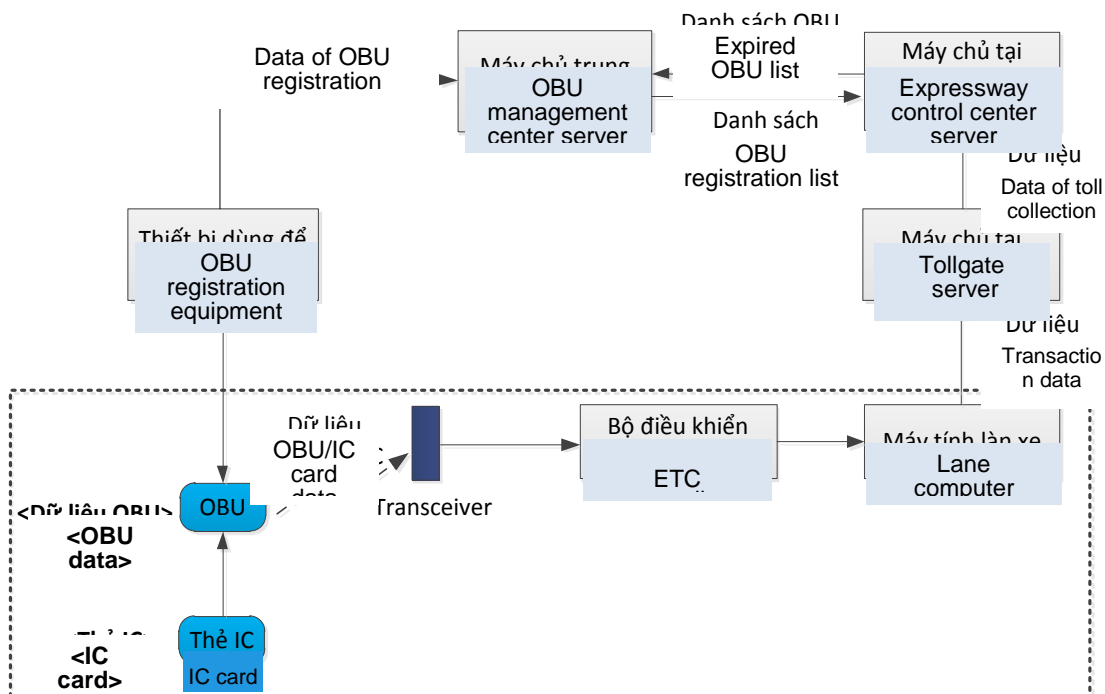 Danh sách OBU
Data of OBU
registration
Máy chủ trung
OBU
management
center server
Expired
OBU list
Danh sách
OBU
registration list
Máy chủ tại
Expressway
control center
server
Dữ liệu
Data of toll
collection
Thiết bị dùng để
OBU
registration
equipment
Máy chủ tại
Tollgate
server
Dữ liệu
Transactio
n data
Dữ liệu
OBU/IC
card
data
Transceiver
Bộ điều khiển
ETC
Máy tính làn xe
Lane
computer
<Dữ liệu OBU>
<OBU
data>
OBU
<Thẻ IC>
<IC
card>
Thẻ IC
IC card